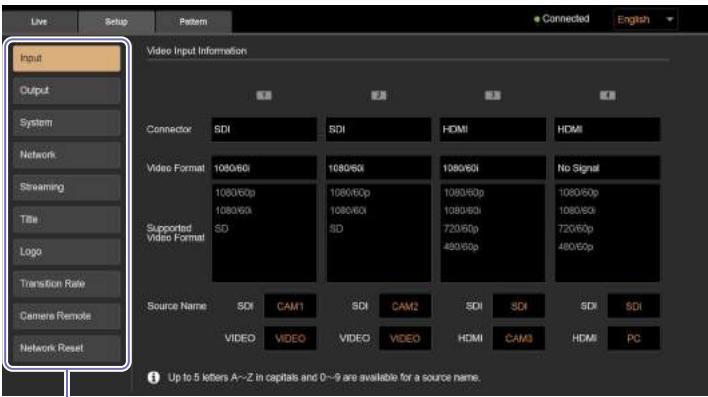 Live Setup Pattern Connected English
Input
Output
System
Network
Streaming
Title
Logo
Transition Rate
Camera Remote
Network Reset
Video Input Information
1 2 3 4
Connector SDI SDI HDMI HDMI
Video Format 1080/60i 1080/60i 1080/60i No Signal
1080/60p 1080/60p 1080/60p 1080/60p
1080/60i 1080/60i 1080/60i 1080/60i
Supported Video Format SD SD 720/60p 720/60p
480/60p 480/60p
Source Name SDI CAM1 SDI CAM2 SDI SDI SDI SDI
VIDEO VIDEO VIDEO VIDEO HDMI CAM3 HDMI PC
Up to 5 letters A~Z in capitals and 0~9 are available for a source name.